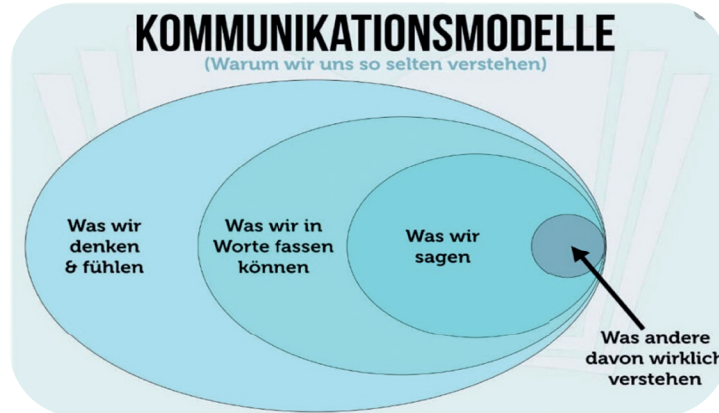 KOMMUNIKATIONSMODELLE
(Warum wir uns so selten verstehen)
Was wir
denken
& fühlen
Was wir in
Worte fassen
können
Was wir
sagen
Was andere
davon wirklich
verstehen